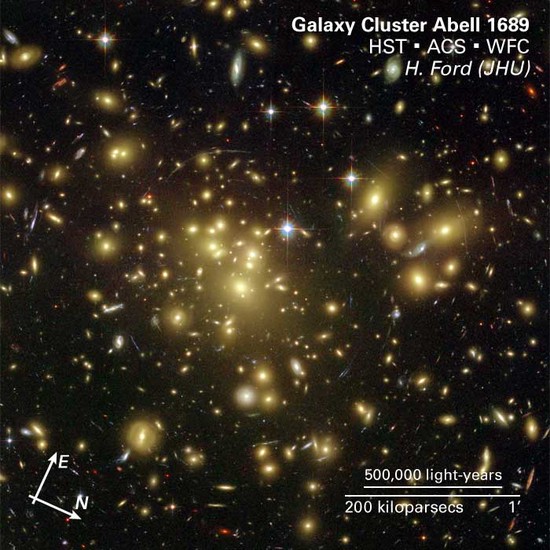 Galaxy Cluster Abell 1689
HST ▪ ACS ▪ WFC
H. Ford (JHU)
E
N
500,000 light-years
200 kiloparsecs 1′